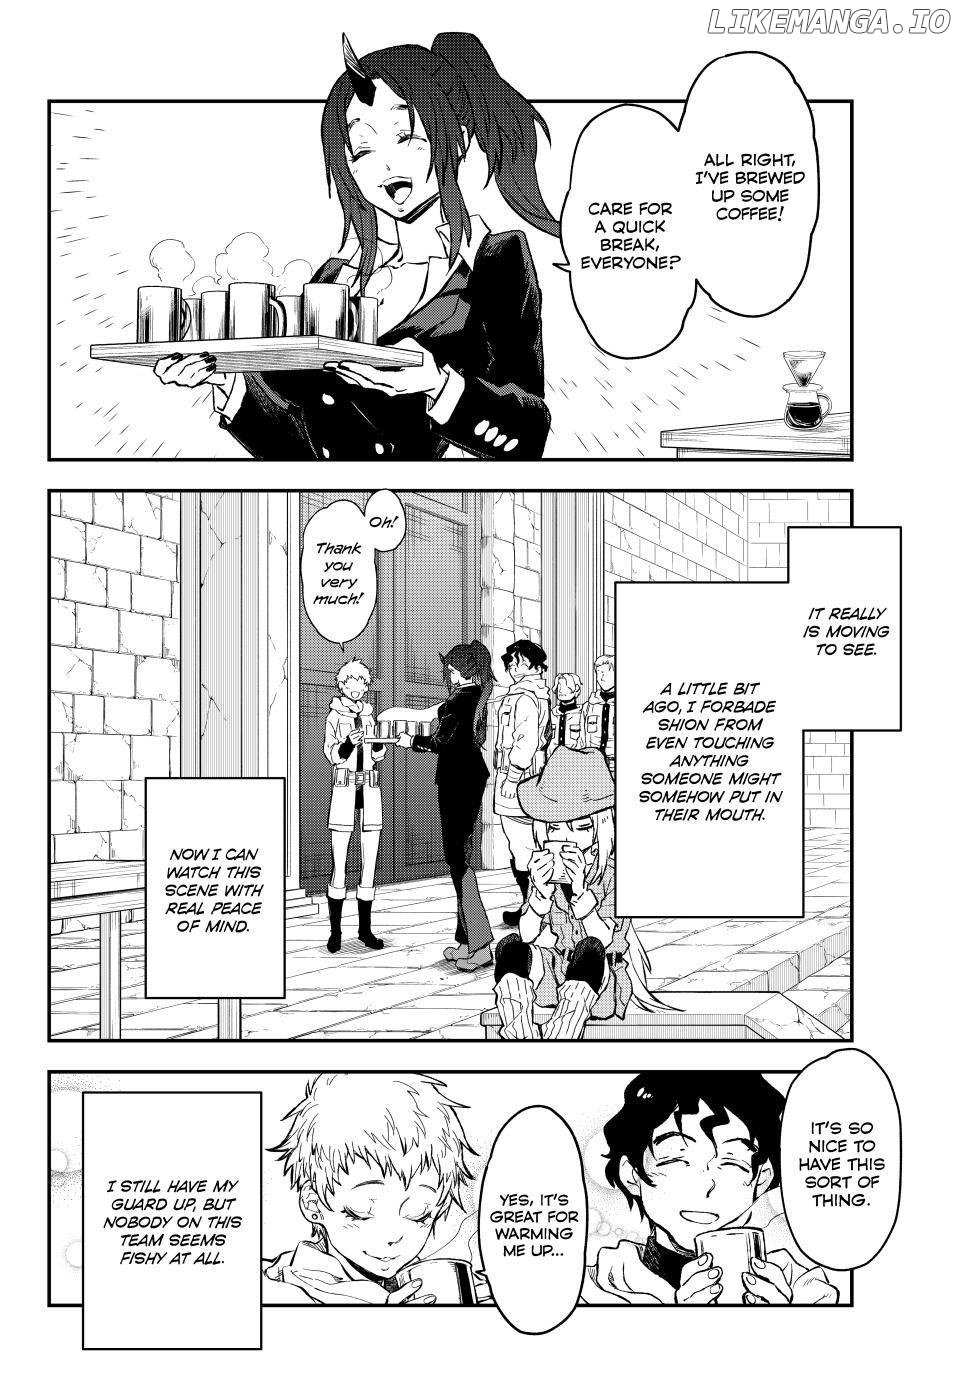 LIKEMANGA.IO
ALL RIGHT,
I'VE BREWED
UP SOME
COFFEE!
CARE FOR
A QUICK
BREAK,
EVERYONE?
Oh!
Thank
you
very
much!
IT REALLY
IS MOVING
TO SEE.
A LITTLE BIT
AGO, I FORBADE
SHION FROM
EVEN TOUCHING
ANYTHING
SOMEONE MIGHT
SOMEHOW PUT IN
THEIR MOUTH.
NOW I CAN
WATCH THIS
SCENE WITH
REAL PEACE
OF MIND.
IT'S SO
NICE TO
HAVE THIS
SORT OF
THING.
YES, IT'S
GREAT FOR
WARMING
ME UP...
I STILL HAVE MY
GUARD UP, BUT
NOBODY ON THIS
TEAM SEEMS
FISHY AT ALL.